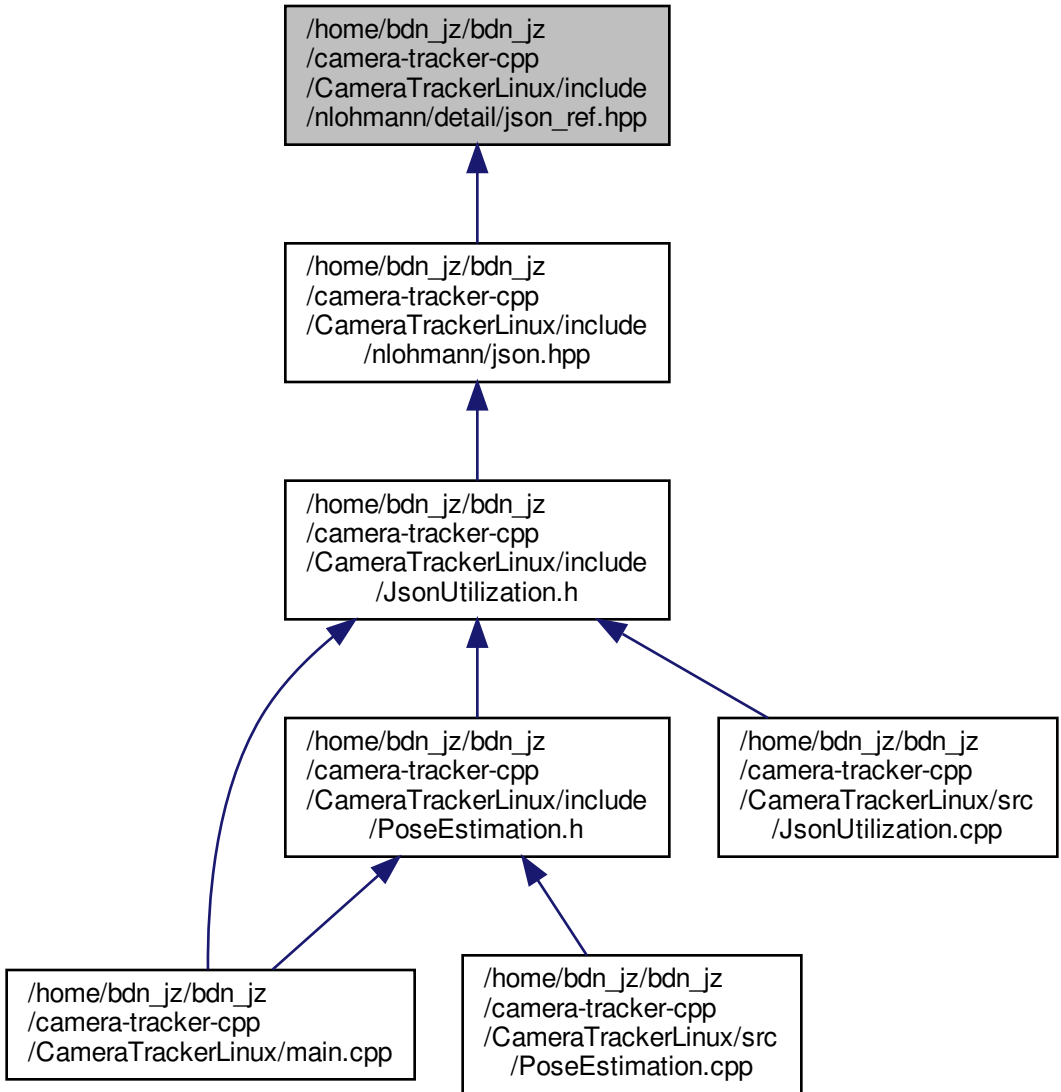 /home/bdn_jz/bdn_jz
/camera-tracker-cpp
/CameraTrackerLinux/include
/nlohmann/detail/json_ref.hpp
/home/bdn_jz/bdn_jz
/camera-tracker-cpp
/CameraTrackerLinux/include
/nlohmann/json.hpp
/home/bdn_jz/bdn_jz
/camera-tracker-cpp
/CameraTrackerLinux/include
/JsonUtilization.h
/home/bdn_jz/bdn_jz
/camera-tracker-cpp
/CameraTrackerLinux/include
/PoseEstimation.h
/home/bdn_jz/bdn_jz
/camera-tracker-cpp
/CameraTrackerLinux/src
/JsonUtilization.cpp
/home/bdn_jz/bdn_jz
/camera-tracker-cpp
/CameraTrackerLinux/main.cpp
/home/bdn_jz/bdn_jz
/camera-tracker-cpp
/CameraTrackerLinux/src
/PoseEstimation.cpp